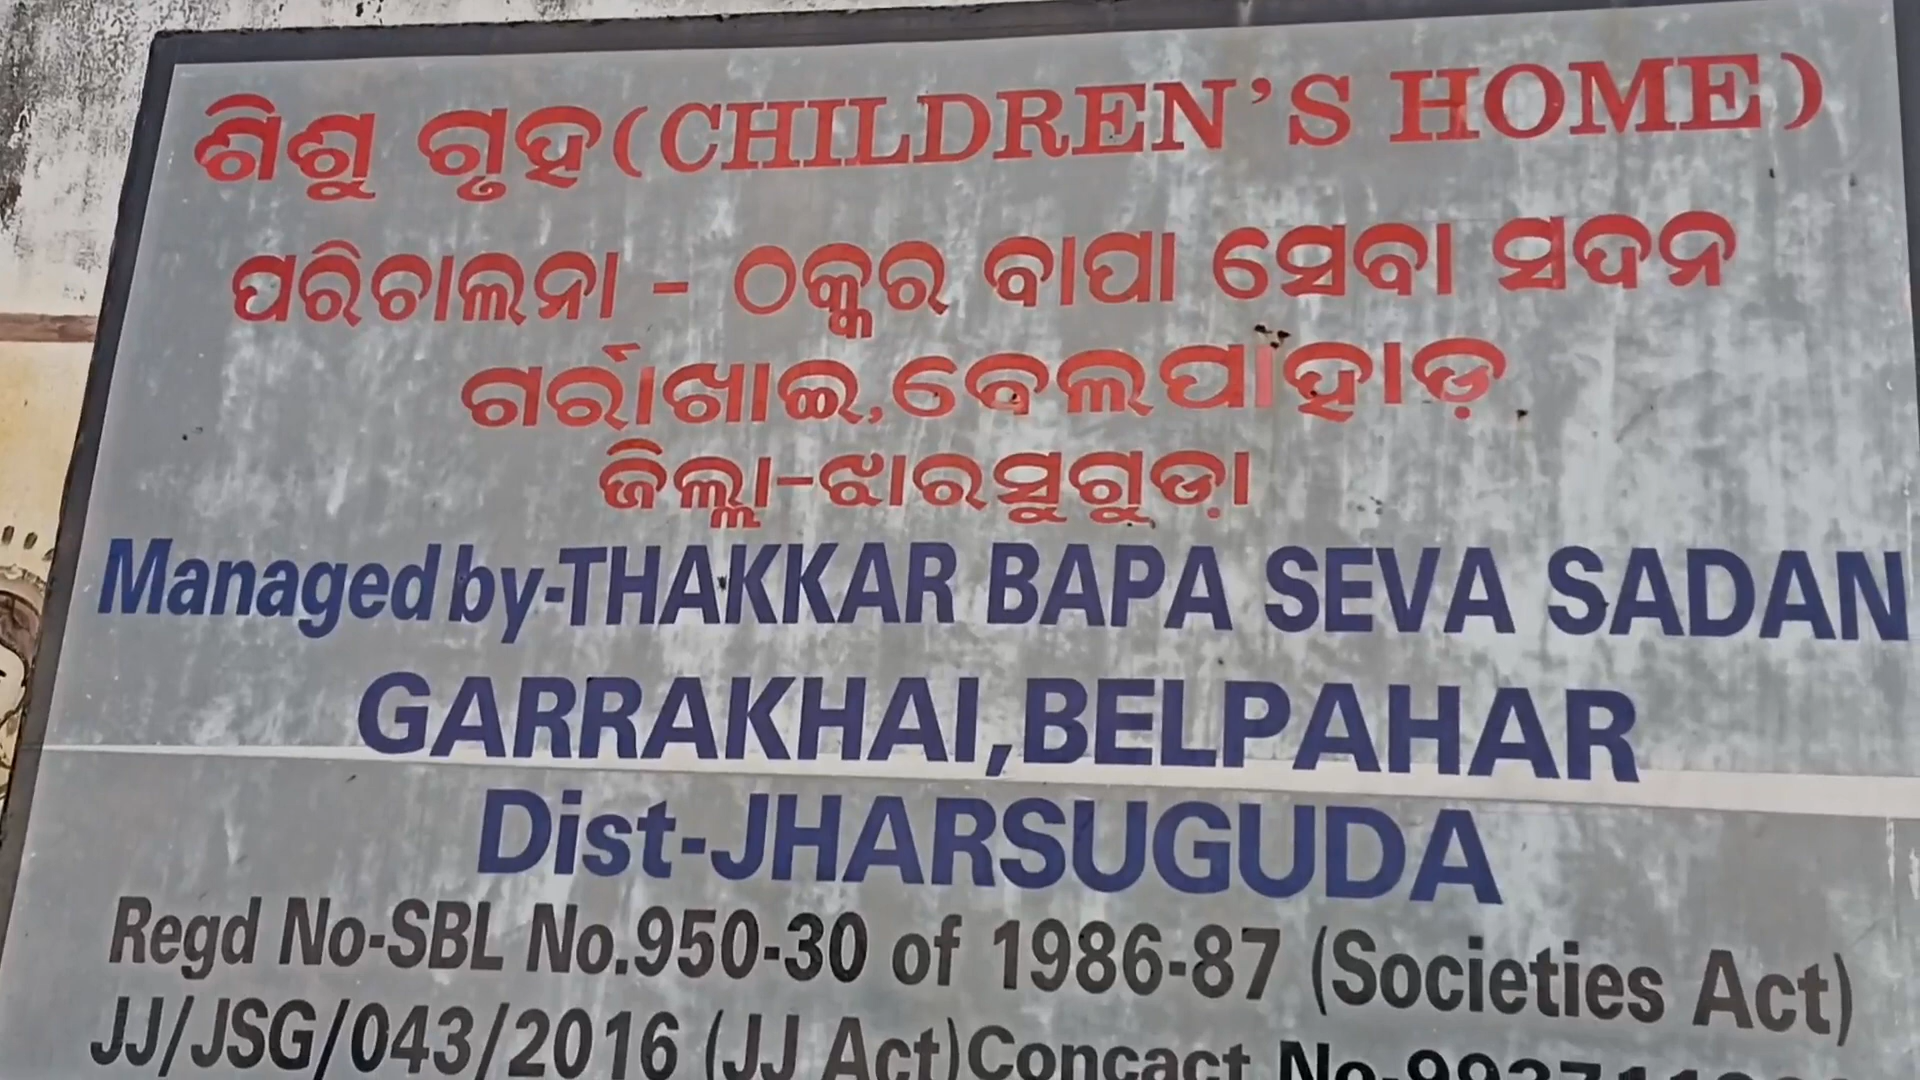 ଶିଶୁ ଗୃହ(CHILDREN'S HOME)
ପରିଚାଳନା - ଠକ୍କର ବାପା ସେବା ସଦନ
ଗର୍ରାଖାଇ,ବେଲପାହାଡ଼
ଜିଲ୍ଲା-ଝାରସୁଗୁଡ଼ା
Managed by-THAKKAR BAPA SEVA SADAN
GARRAKHAI,BELPAHAR
Dist-JHARSUGUDA
Regd No-SBL No.950-30 of 1986-87 (Societies Act)
JJ/JSG/043/2016 (JJ Act)Concact No-